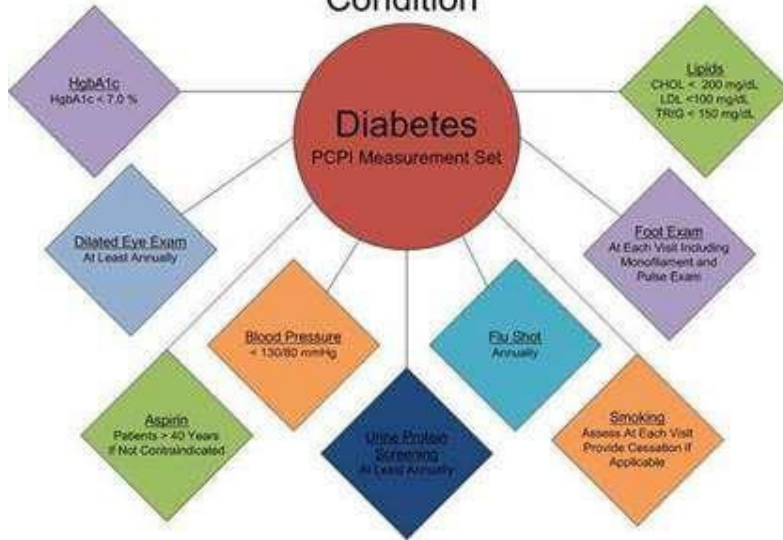 Condition
Diabetes
PCPI Measurement Set
HgbA1c
HgbA1c < 7.0 %
Lipids
CHOL < 200 mg/dL
LDL <100 mg/dL
TRIG < 150 mg/dL
Dilated Eye Exam
At Least Annually
Foot Exam
At Each Visit Including
Monofilament and
Pulse Exam
Blood Pressure
< 130/80 mmHg
Flu Shot
Annually
Aspirin
Patients > 40 Years
If Not Contraindicated
Urine Protein
Screening
At Least Annually
Smoking
Assess At Each Visit
Provide Cessation If
Applicable